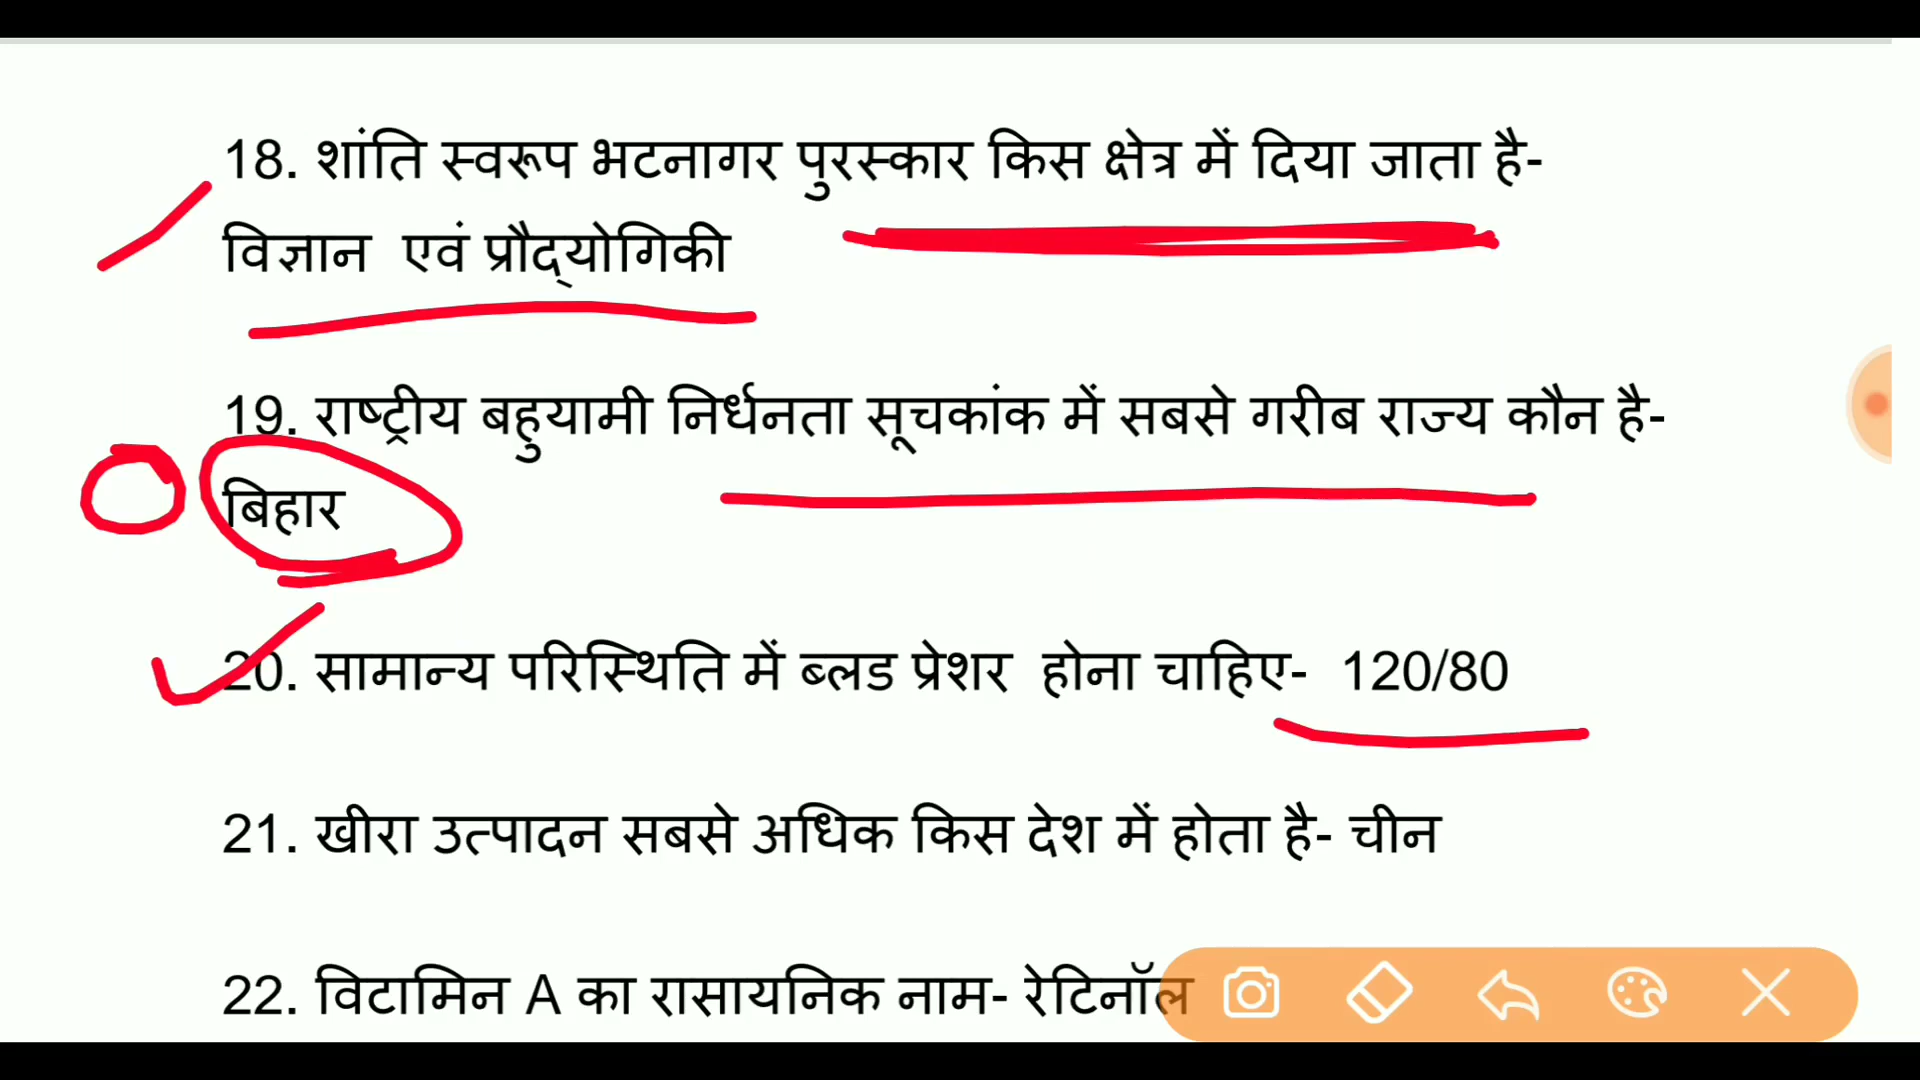 18. शांति स्वरूप भटनागर पुरस्कार किस क्षेत्र में दिया जाता है-
विज्ञान एवं प्रौद्योगिकी
19. राष्ट्रीय बहुयामी निर्धनता सूचकांक में सबसे गरीब राज्य कौन है-
बिहार
20. सामान्य परिस्थिति में ब्लड प्रेशर होना चाहिए- 120/80
21. खीरा उत्पादन सबसे अधिक किस देश में होता है- चीन
22. विटामिन A का रासायनिक नाम- रेटिनॉल